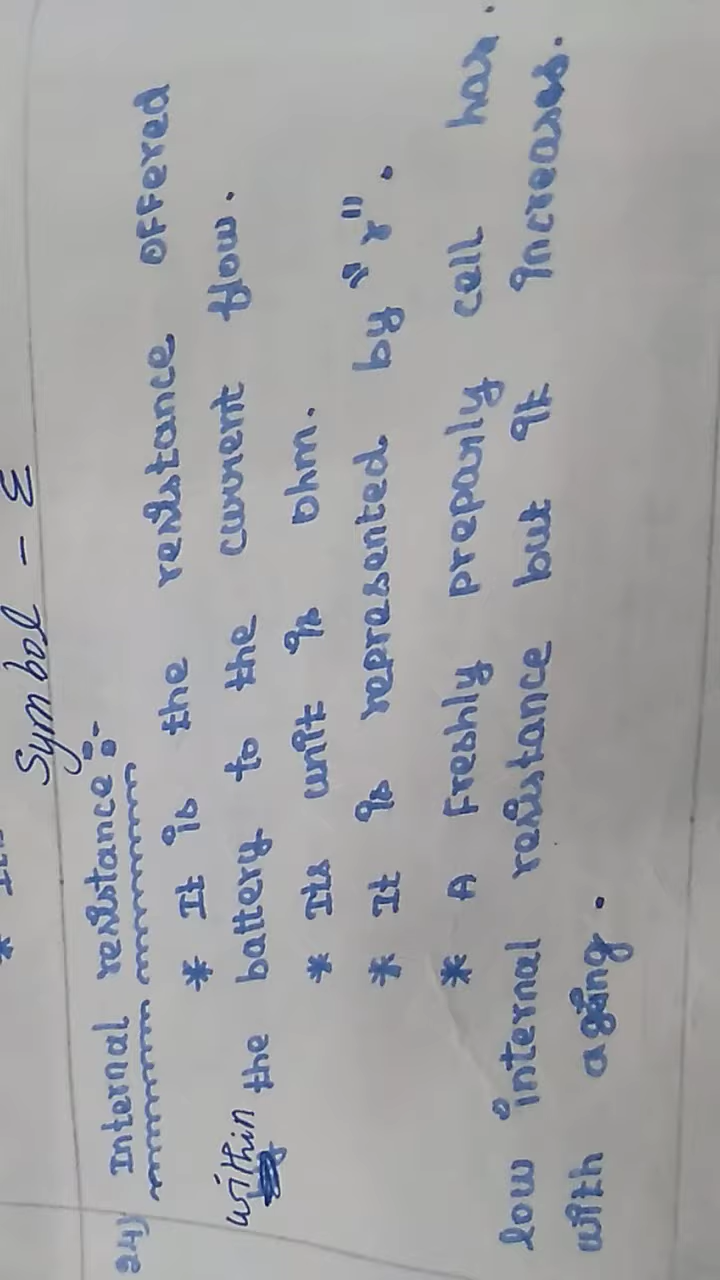 Symbol - Ɛ
24) Internal resistance :-
* It is the resistance offered
within the battery to the current flow.
* Its unit is ohm.
* It is represented by "r".
* A freshly preparly cell has.
low internal resistance but it increases.
with aging.